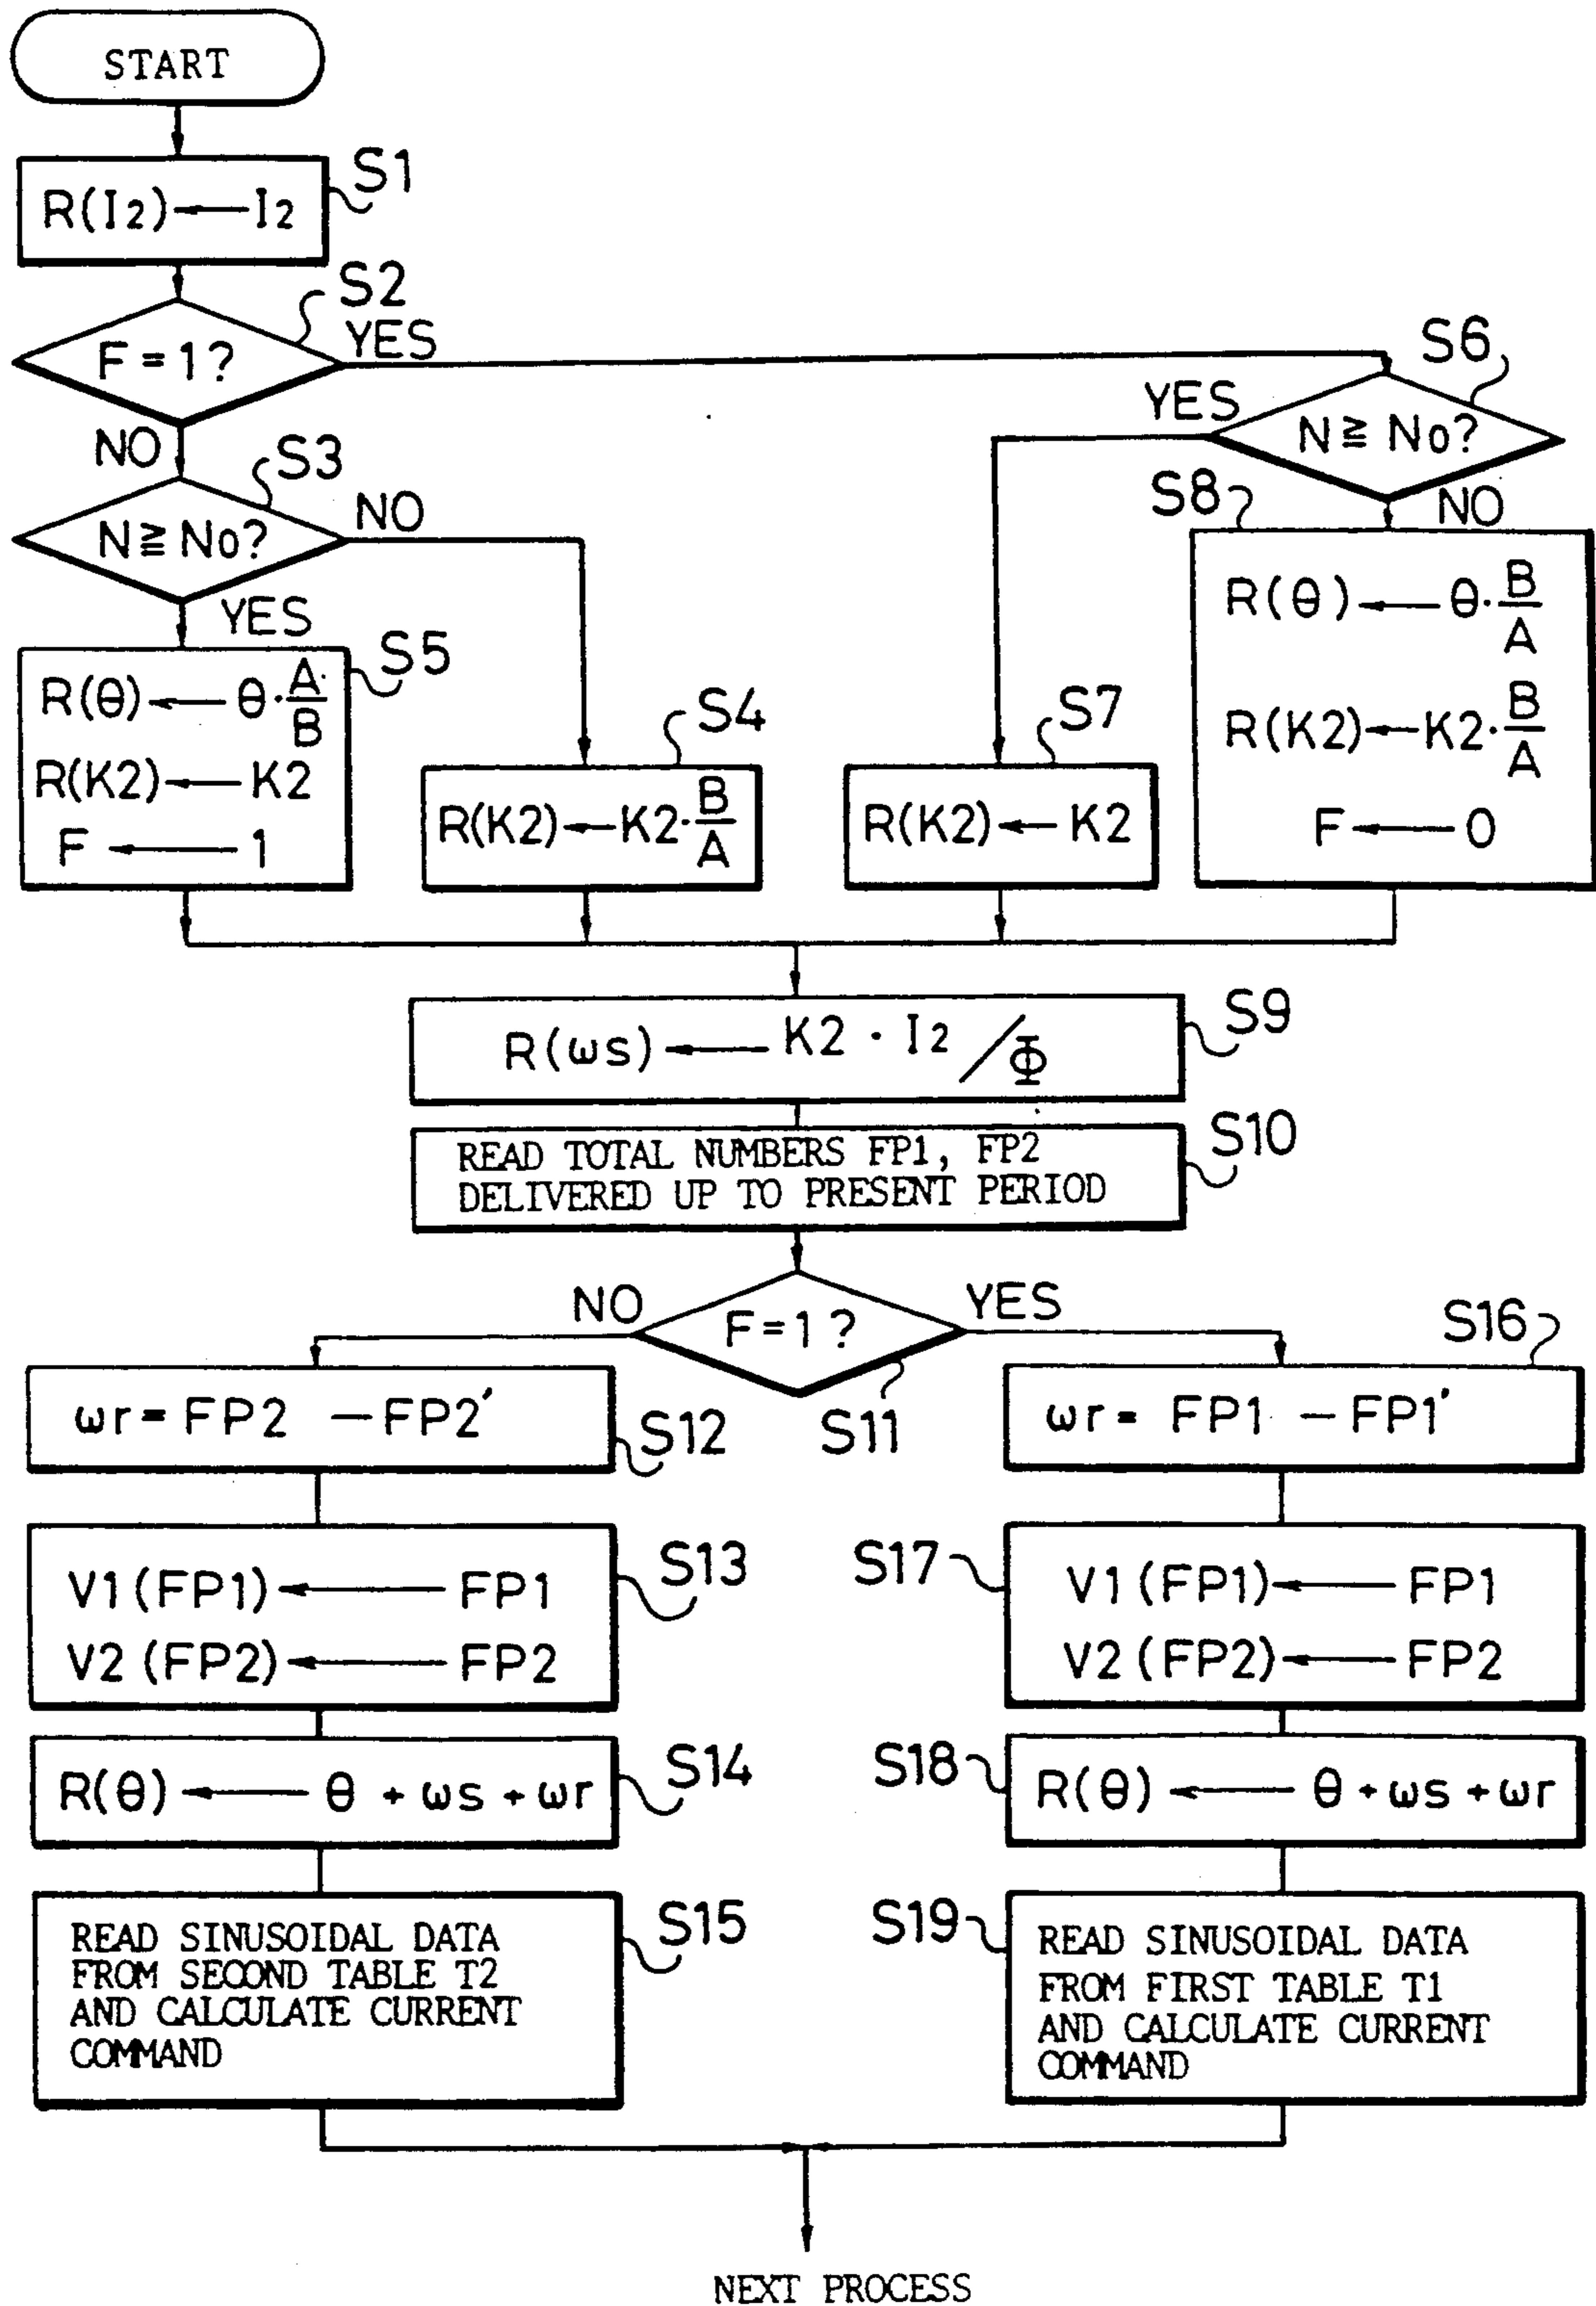 START
S1
R(I2) ← I2
S2
F = 1?
YES
NO
S3
N ≧ N0?
NO
YES
S6
N ≧ N0?
YES
NO
S5
R(θ) ← θ · A/B
R(K2) ← K2
F ← 1
S4
R(K2) ← K2 · B/A
S7
R(K2) ← K2
S8
R(θ) ← θ · B/A
R(K2) ← K2 · B/A
F ← 0
S9
R(ωs) ← K2 · I2 / Φ
S10
READ TOTAL NUMBERS FP1, FP2
DELIVERED UP TO PRESENT PERIOD
NO
F = 1 ?
YES
S11
ωr = FP2 − FP2′
S12
V1 (FP1) ← FP1
V2 (FP2) ← FP2
S13
R(θ) ← θ + ωs + ωr
S14
READ SINUSOIDAL DATA
FROM SECOND TABLE T2
AND CALCULATE CURRENT
COMMAND
S15
S16
ωr = FP1 − FP1′
S17
V1 (FP1) ← FP1
V2 (FP2) ← FP2
S18
R(θ) ← θ + ωs + ωr
S19
READ SINUSOIDAL DATA
FROM FIRST TABLE T1
AND CALCULATE CURRENT
COMMAND
NEXT PROCESS